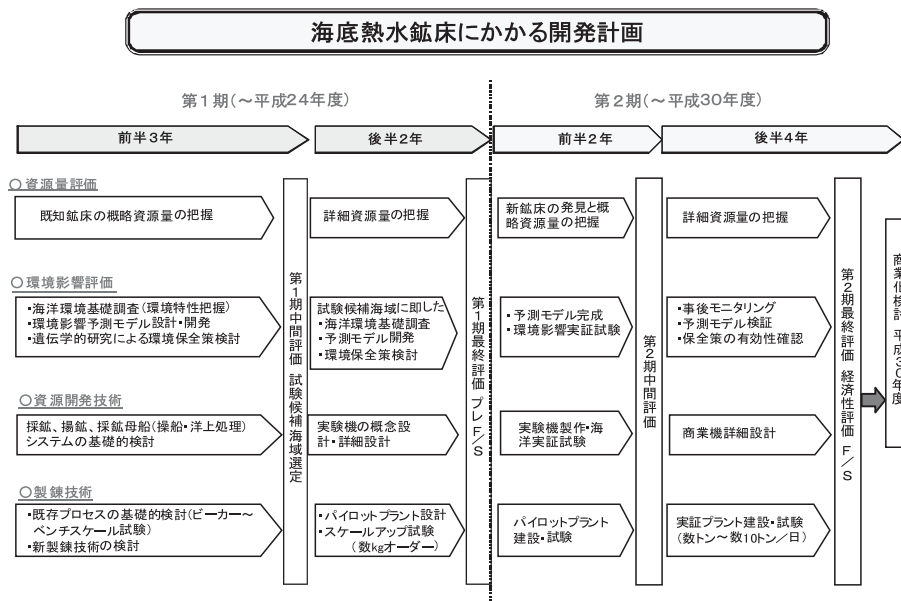 海底熱水鉱床にかかる開発計画
第1期(～平成24年度)
第2期(～平成30年度)
前半3年
後半2年
前半2年
後半4年
○資源量評価
既知鉱床の概略資源量の把握
詳細資源量の把握
新鉱床の発見と概
略資源量の把握
詳細資源量の把握
○環境影響評価
・海洋環境基礎調査(環境特性把握)
・環境影響予測モデル設計・開発
・遺伝学的研究による環境保全策検討
試験候補海域に即した
・海洋環境基礎調査
・予測モデル開発
・環境保全策検討
・予測モデル完成
・環境影響実証試験
・事後モニタリング
・予測モデル検証
・保全策の有効性確認
○資源開発技術
採鉱、揚鉱、採鉱母船(操船・洋上処理)
システムの基礎的検討
実験機の概念設
計・詳細設計
実験機製作・海
洋実証試験
商業機詳細設計
○製錬技術
・既存プロセスの基礎的検討(ビーカー～
ベンチスケール試験)
・新製錬技術の検討
・パイロットプラント設計
・スケールアップ試験
(数kgオーダー)
パイロットプラント
建設・試験
実証プラント建設・試験
(数トン～数10トン／日)
第1期中間評価 試験候補海域選定
第1期最終評価 プレF／S
第2期中間評価
第2期最終評価 経済性評価 F／S
商業化検討 平成30年度